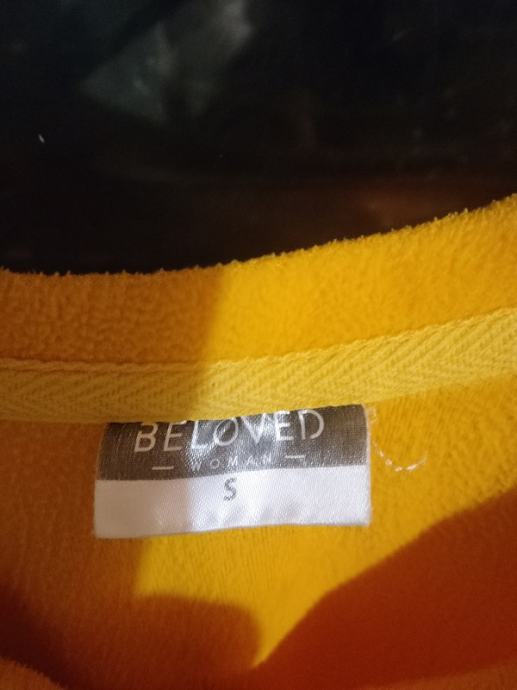 BELOVED
— WOMAN —
S